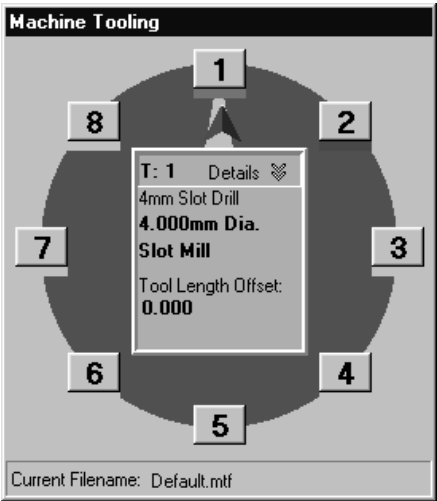 Machine Tooling
1
8
2
T: 1 Details
4mm Slot Drill
4.000mm Dia.
Slot Mill
7
3
Tool Length Offset:
0.000
6
4
5
Current Filename: Default.mtf